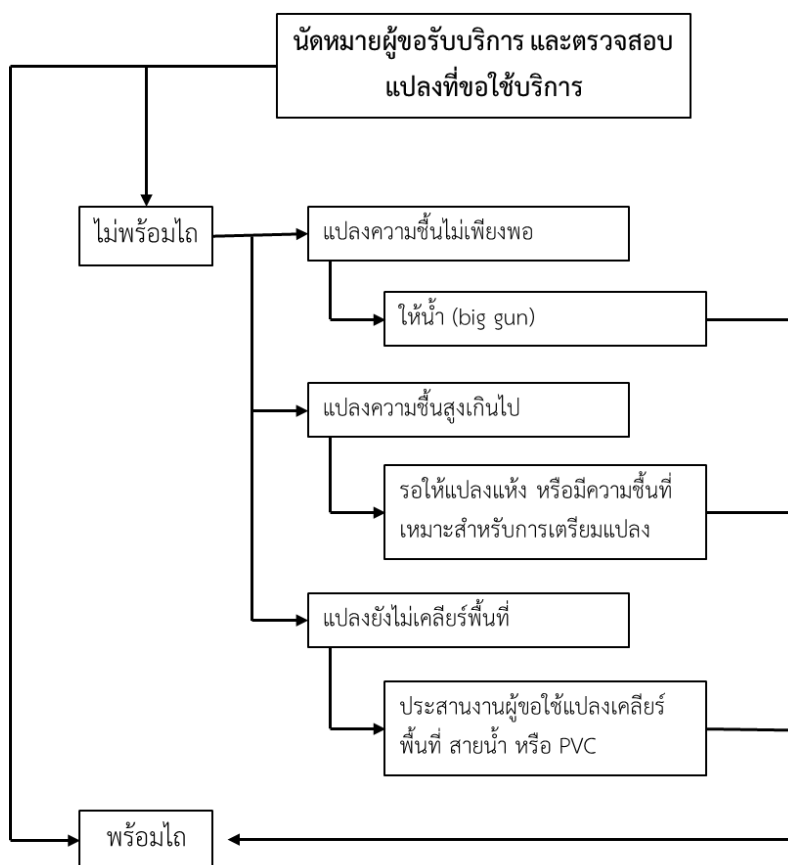 นัดหมายผู้ขอรับบริการ และตรวจสอบ
แปลงที่ขอใช้บริการ
ไม่พร้อมไถ
แปลงความชื้นไม่เพียงพอ
ให้น้ำ (big gun)
แปลงความชื้นสูงเกินไป
รอให้แปลงแห้ง หรือมีความชื้นที่
เหมาะสำหรับการเตรียมแปลง
แปลงยังไม่เคลียร์พื้นที่
ประสานงานผู้ขอใช้แปลงเคลียร์
พื้นที่ สายน้ำ หรือ PVC
พร้อมไถ